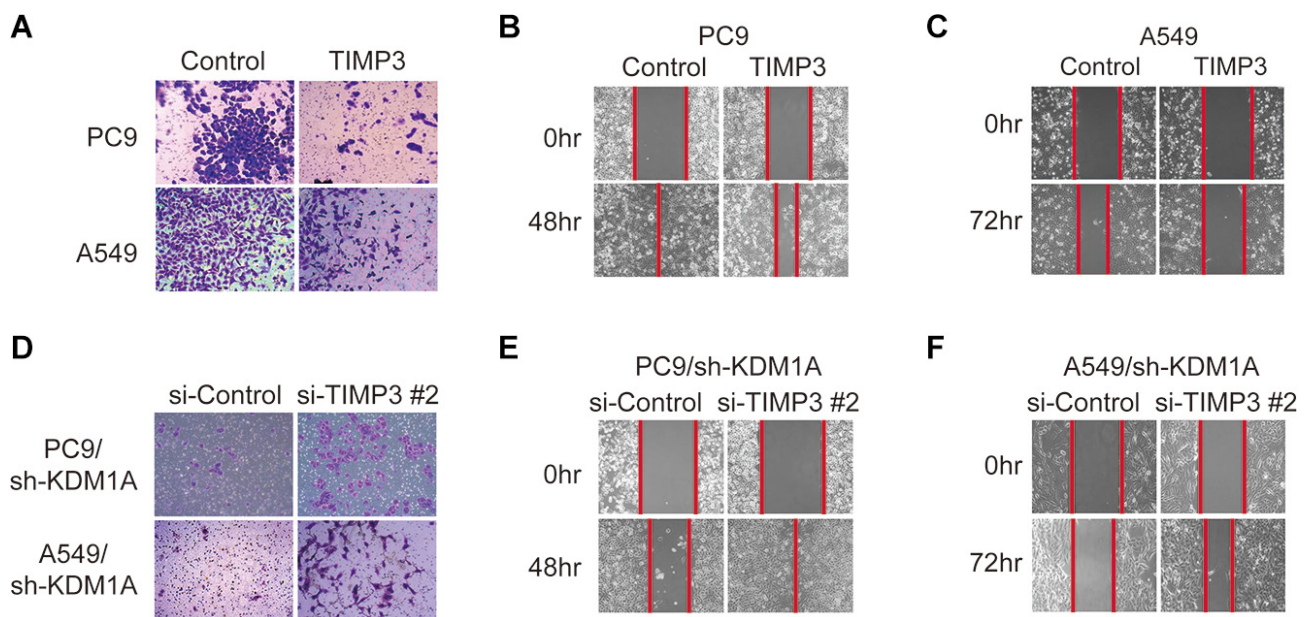 A
Control TIMP3
PC9
A549
B
PC9
Control TIMP3
0hr
48hr
C
A549
Control TIMP3
0hr
72hr
D
si-Control si-TIMP3 #2
PC9/
sh-KDM1A
A549/
sh-KDM1A
E
PC9/sh-KDM1A
si-Control si-TIMP3 #2
0hr
48hr
F
A549/sh-KDM1A
si-Control si-TIMP3 #2
0hr
72hr